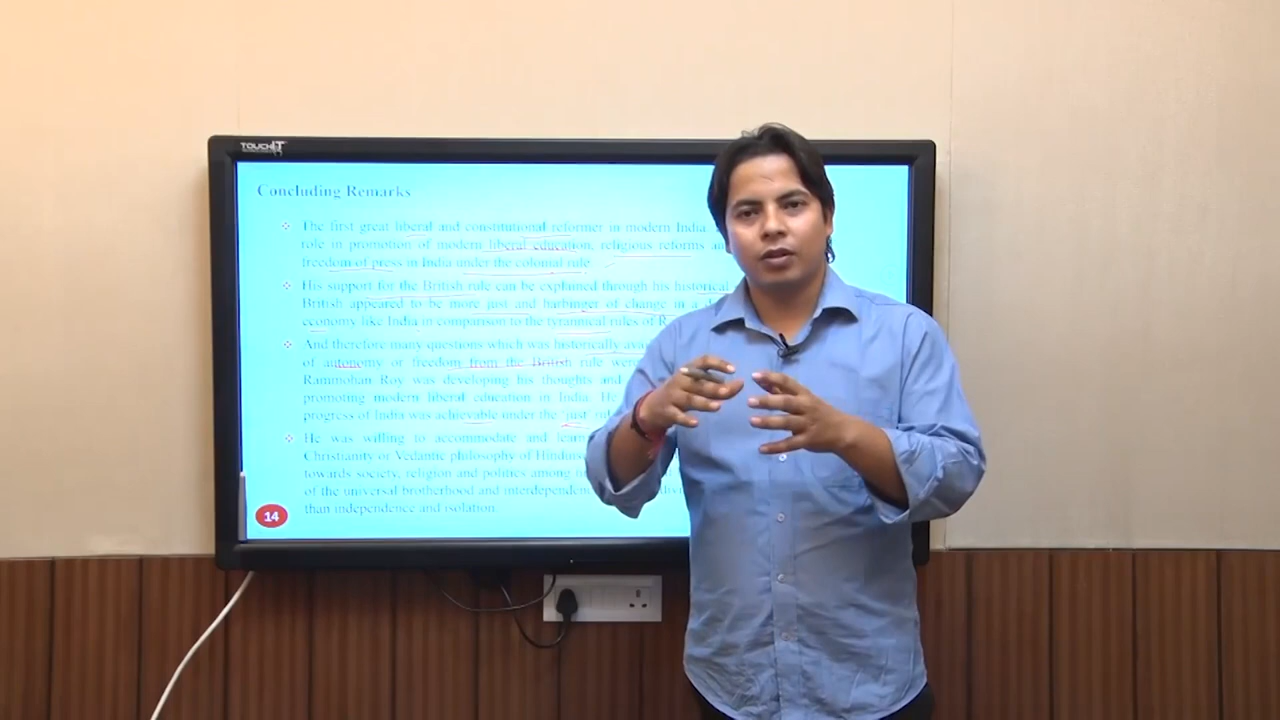 TOUCHIT
Concluding Remarks
The first great liberal and constitutional reformer in modern India.
role in promotion of modern liberal education, religious reforms
freedom of press in India under the colonial rule.
His support for the British rule can be explained through his historical
British appeared to be more just and harbinger of change in a
economy like India in comparison to the tyrannical rules of
And therefore many questions which was historically
of autonomy or freedom from the British rule were
Rammohan Roy was developing his thoughts and
promoting modern liberal education in India. He
progress of India was achievable under the 'just'
He was willing to accommodate and learn
Christianity or Vedantic philosophy of Hindus
towards society, religion and politics among
of the universal brotherhood and
than independence and isolation.
14